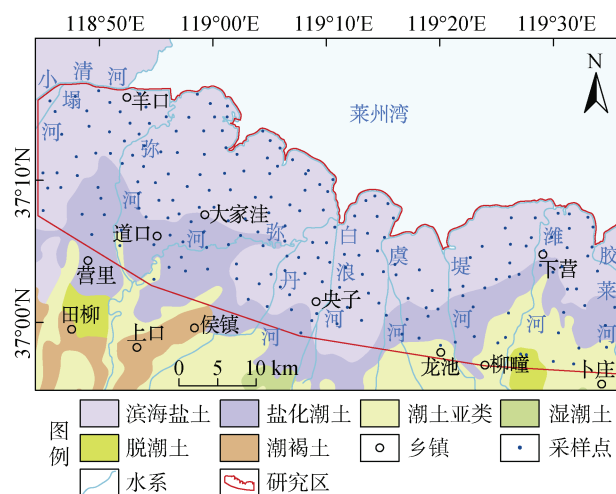 118°50'E 119°00' 119°10' 119°20' 119°30'E
N
37°10'N
37°00'N
小清河
塌河
羊口
莱州湾
弥河
大家洼
道口
弥河
营里
丹河
白浪河
虞河
堤河
潍河
下营
胶莱河
央子
田柳
上口
侯镇
龙池
柳疃
卜庄
0 5 10 km
图例
滨海盐土 盐化潮土 潮土亚类 湿潮土
脱潮土 潮褐土 乡镇 采样点
水系 研究区